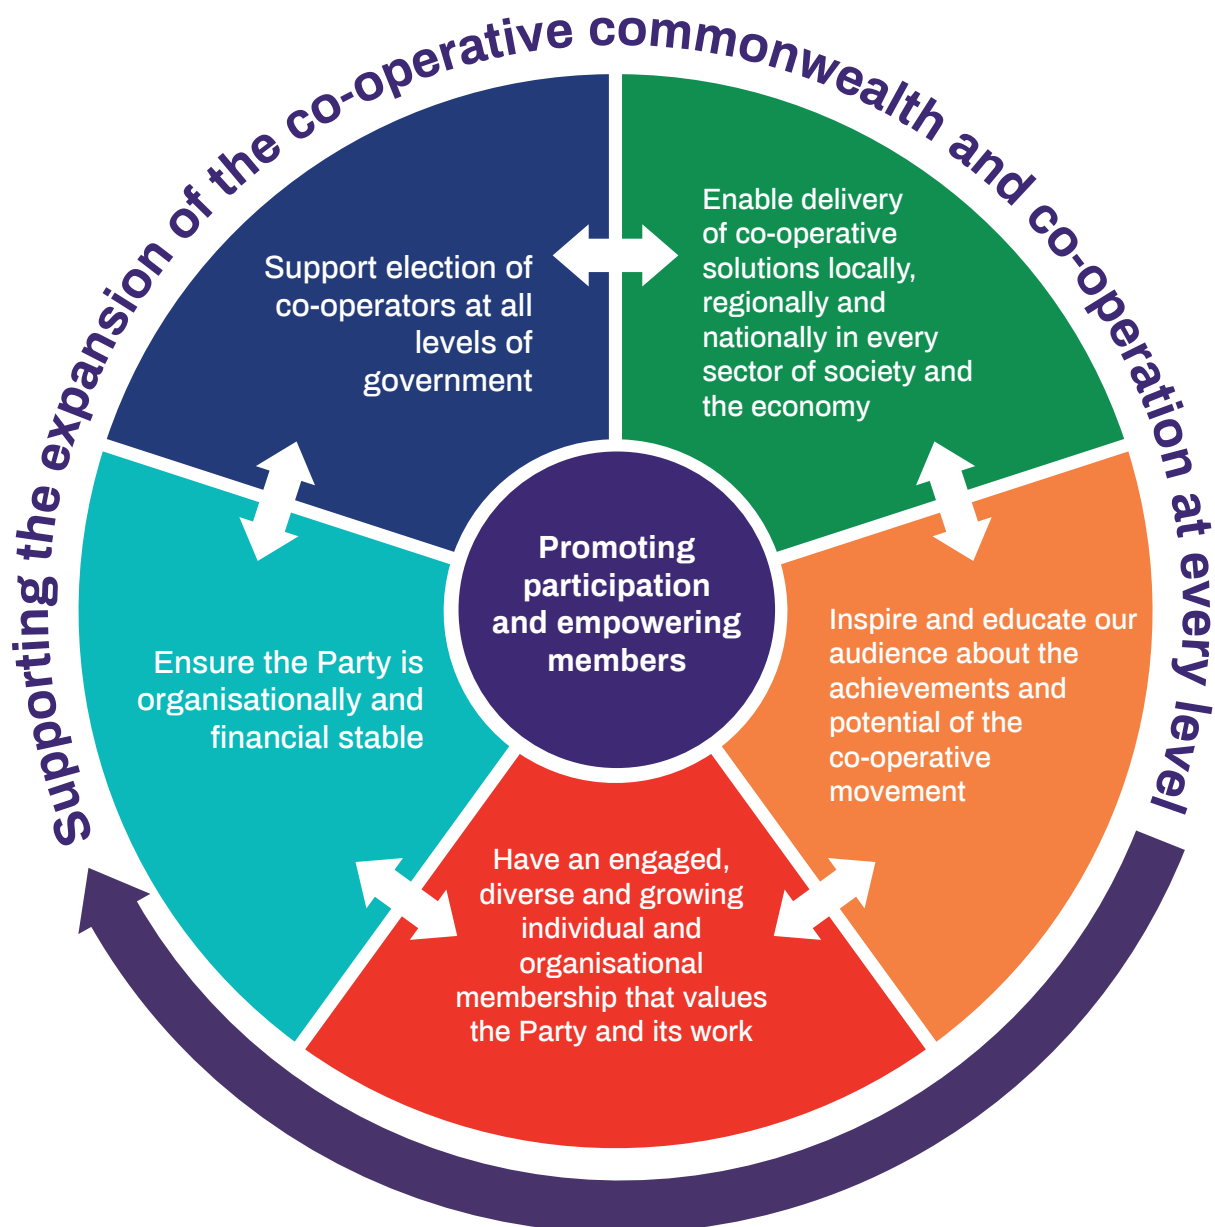 Supporting the expansion of the co-operative commonwealth and co-operation at every level
Support election of
co-operators at all
levels of
government
Enable delivery
of co-operative
solutions locally,
regionally and
nationally in every
sector of society and
the economy
Promoting
participation
and empowering
members
Inspire and educate our
audience about the
achievements and
potential of the
co-operative
movement
Ensure the Party is
organisationally and
financial stable
Have an engaged,
diverse and growing
individual and
organisational
membership that values
the Party and its work